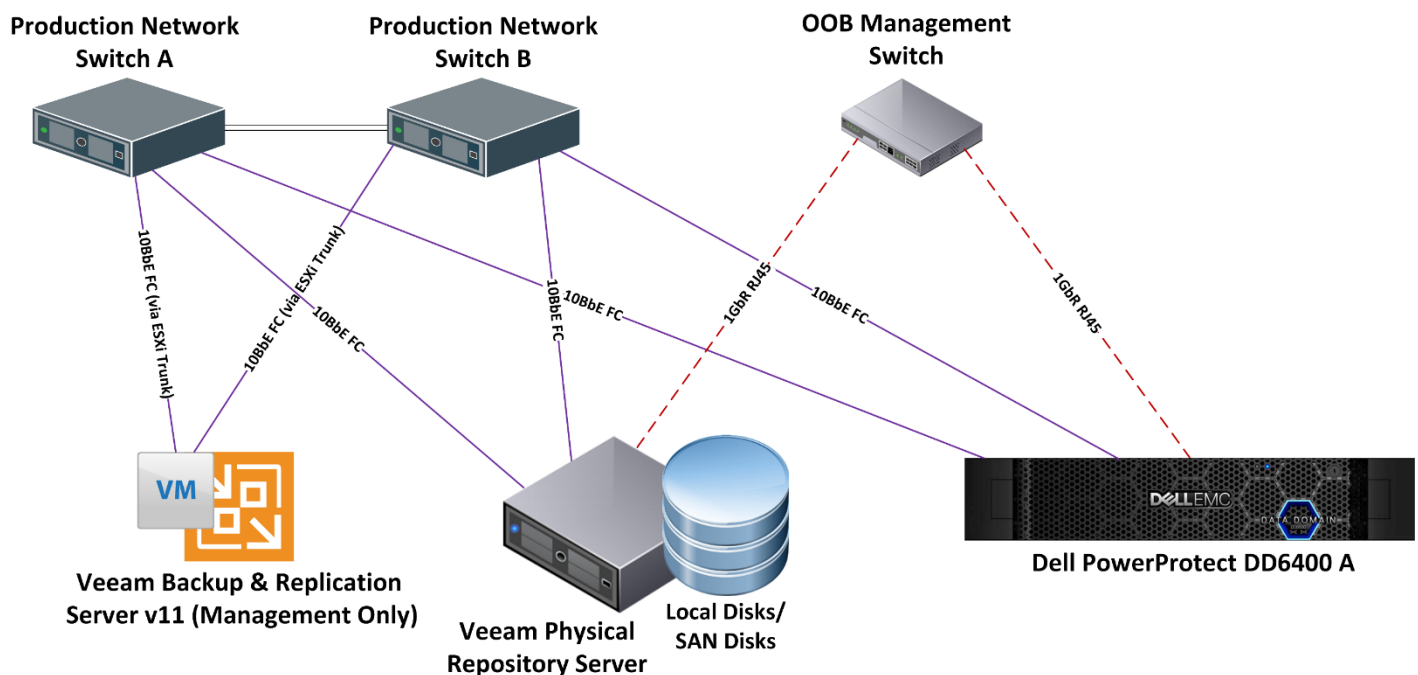 Production Network
Switch A
Production Network
Switch B
OOB Management
Switch
10BbE FC (via ESXi Trunk)
10BbE FC (via ESXi Trunk)
10BbE FC
10BbE FC
10BbE FC
1GbR RJ45
10BbE FC
1GbR RJ45
VM
Veeam Backup & Replication
Server v11 (Management Only)
Veeam Physical
Repository Server
Local Disks/
SAN Disks
DELLEMC
DATA DOMAIN
Dell PowerProtect DD6400 A